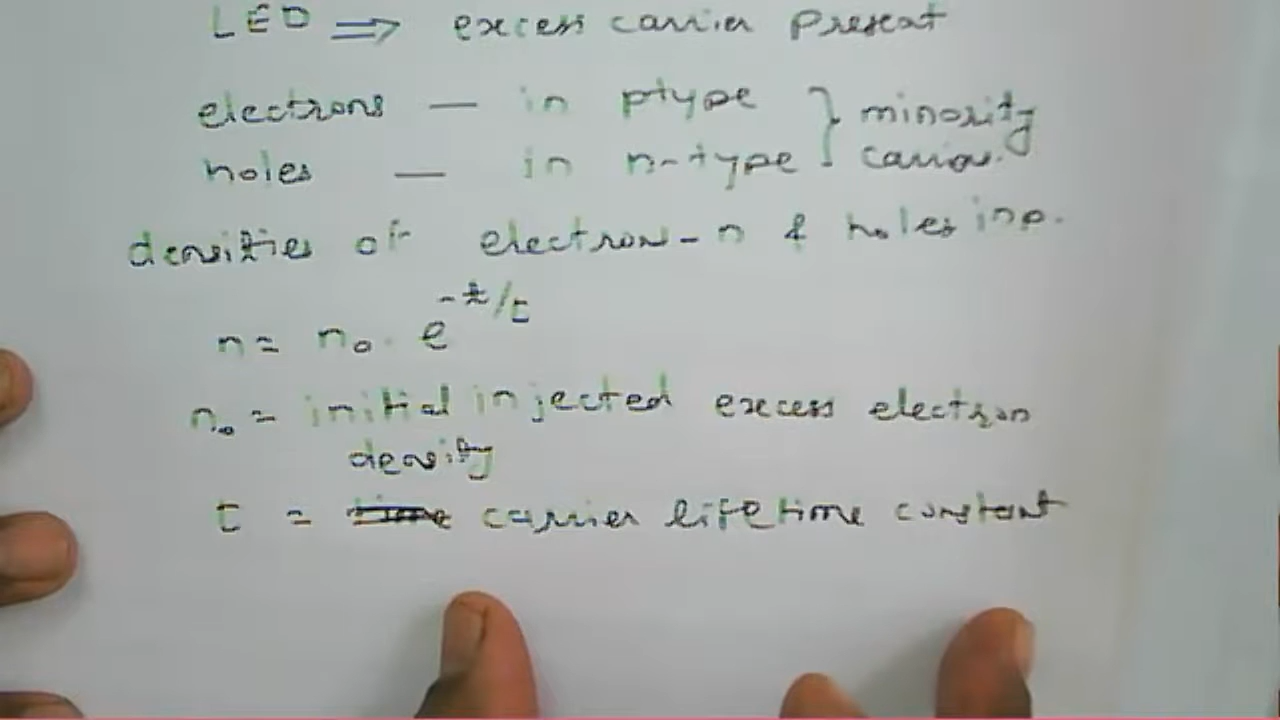 LED ⇒ excess carrier present
electrons — in ptype } minority
holes — in n-type } carrier.
densities of electron - n & holes is p.
n = n₀ · e^(-t/τ)
n₀ = initial injected excess electron
density
τ = carrier lifetime constant